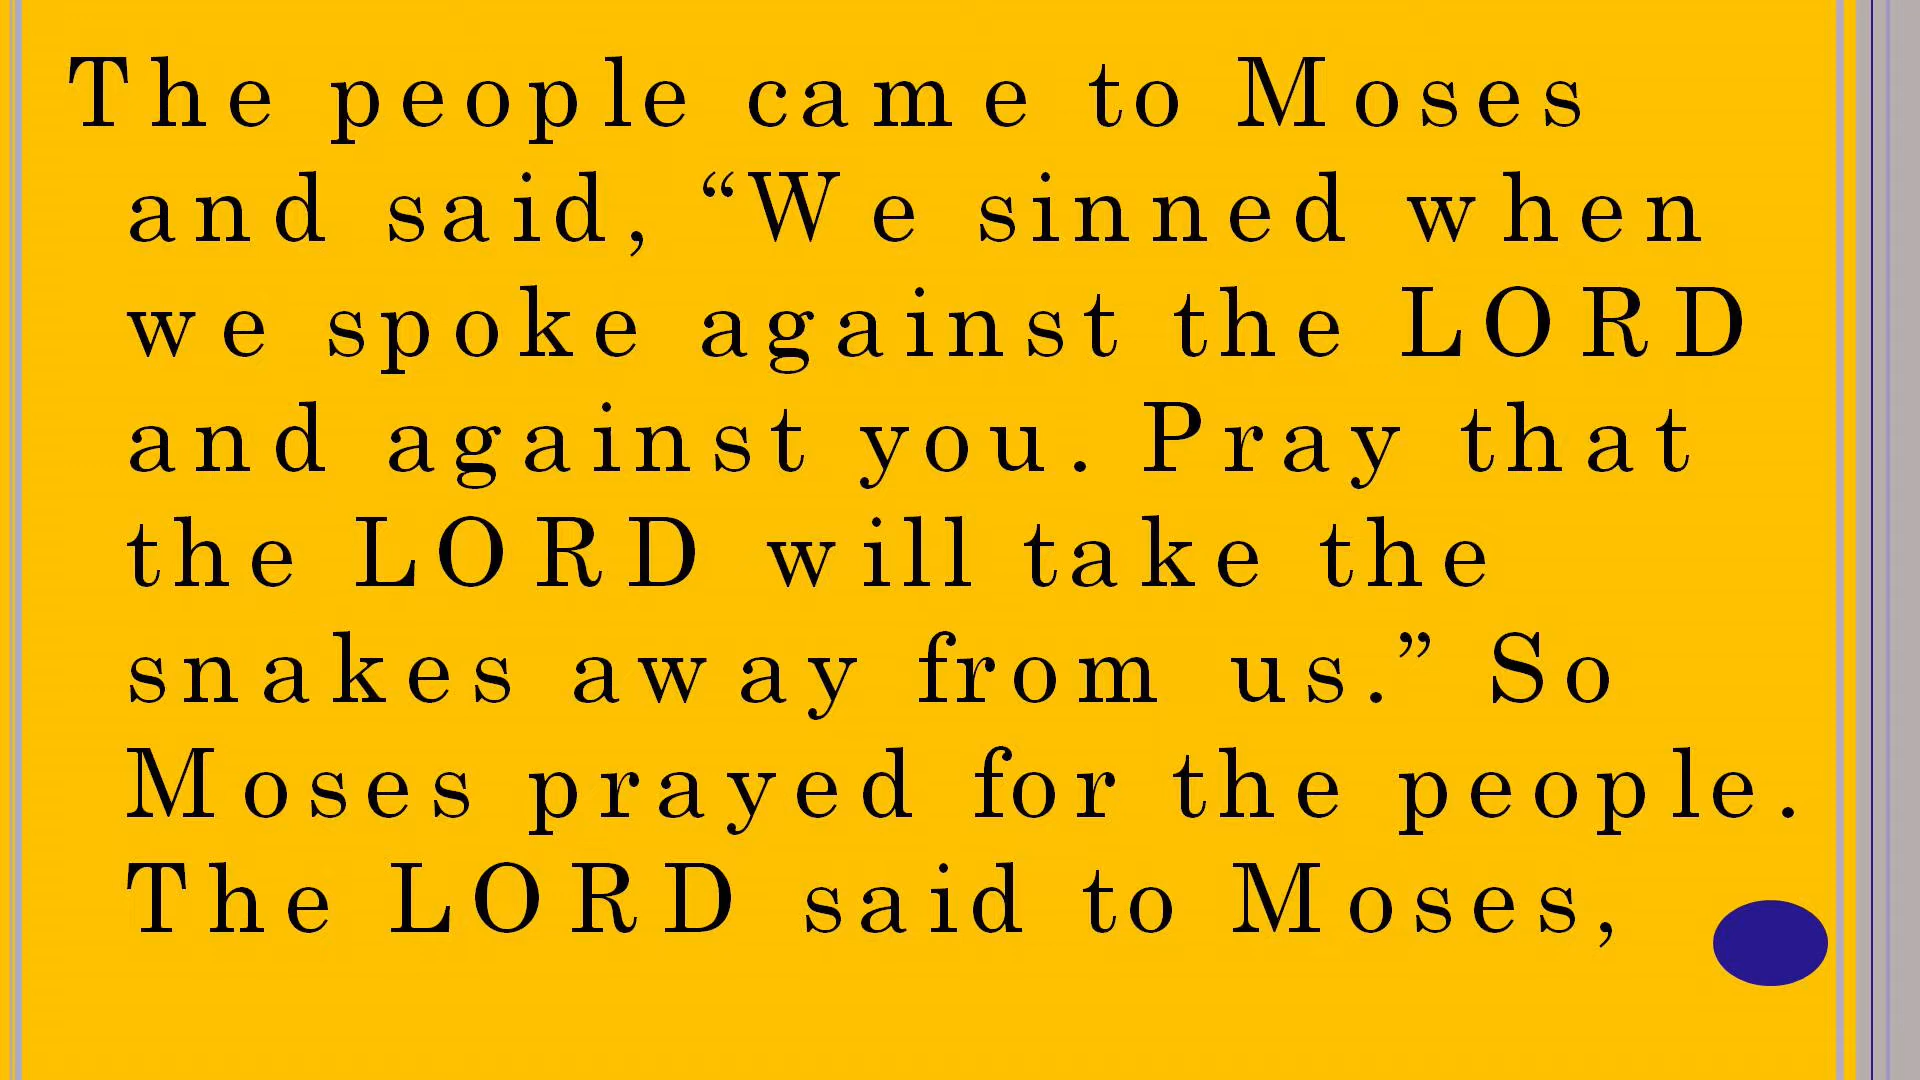 The people came to Moses
and said, “We sinned when
we spoke against the LORD
and against you. Pray that
the LORD will take the
snakes away from us.” So
Moses prayed for the people.
The LORD said to Moses,